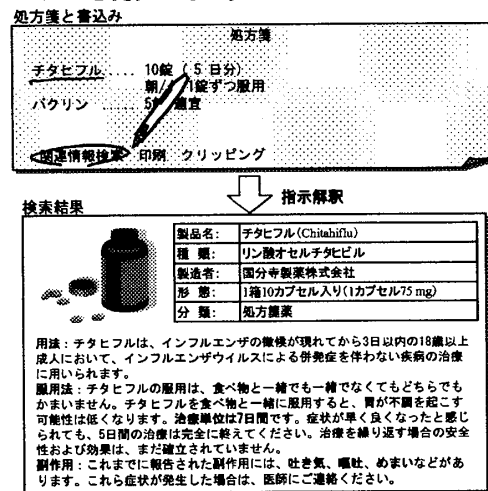 処方箋と書込み
処方箋
チタヒフル ..... 10錠 (5 日分)
朝/ 1錠ずつ服用
パクリン ..... 5 適宜
関連情報検索 印刷 クリッピング
指示解釈
検索結果
製品名: チタヒフル(Chitahiflu)
種 類: リン酸オセルチタヒビル
製造者: 国分寺製薬株式会社
形 態: 1箱10カプセル入り(1カプセル75 mg)
分 類: 処方箋薬
用法:チタヒフルは、インフルエンザの徴候が現れてから3日以内の18歳以上
成人において、インフルエンザウイルスによる併発症を伴わない疾病の治療
に用いられます。
服用法:チタヒフルの服用は、食べ物と一緒でも一緒でなくてもどちらでも
かまいません。チタヒフルを食べ物と一緒に服用すると、胃が不調を起こす
可能性は低くなります。治療単位は7日間です。症状が早く良くなったと感じ
られても、5日間の治療は完全に終えてください。治療を繰り返す場合の安全
性および効果は、まだ確立されていません。
副作用:これまでに報告された副作用には、吐き気、嘔吐、めまいなどがあ
ります。これら症状が発生した場合は、医師にご連絡ください。